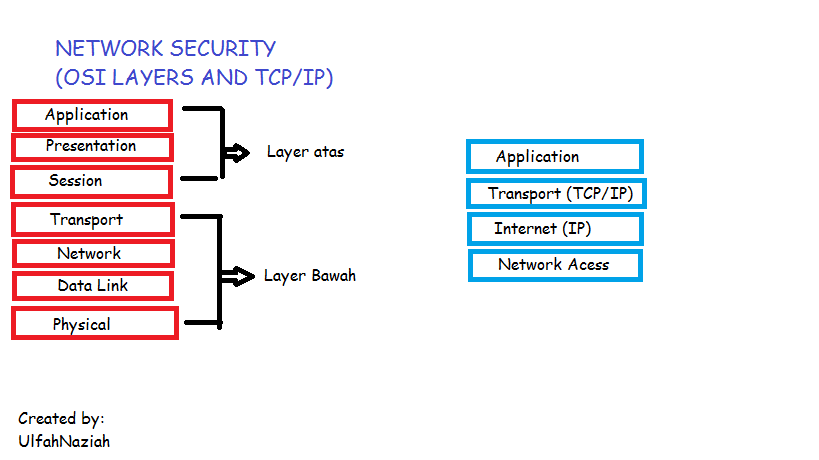 NETWORK SECURITY
(OSI LAYERS AND TCP/IP)
Application
Presentation
Session
Layer atas
Transport
Network
Data Link
Physical
Layer Bawah
Application
Transport (TCP/IP)
Internet (IP)
Network Acess
Created by:
UlfahNaziah